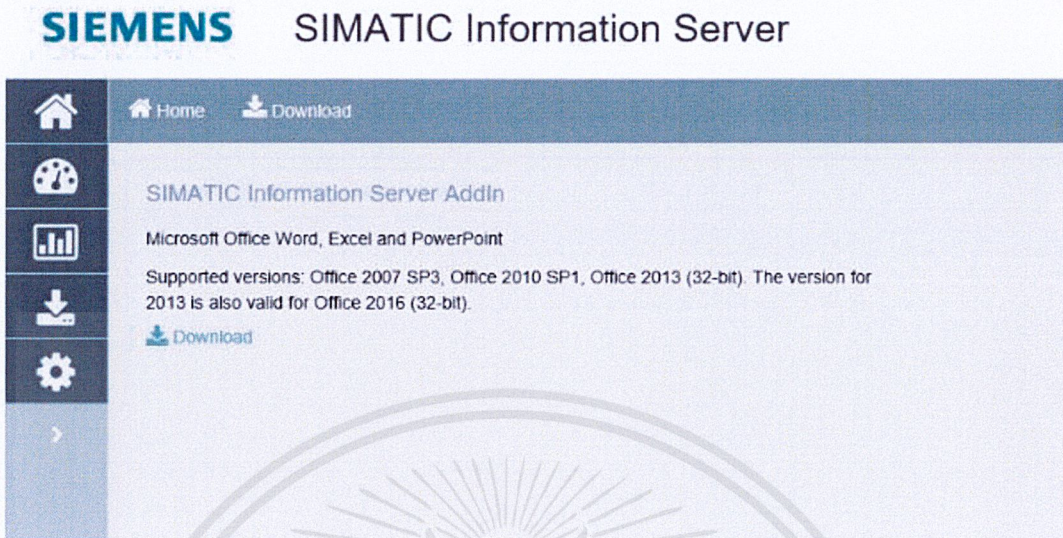 SIEMENS SIMATIC Information Server
Home Download
SIMATIC Information Server AddIn
Microsoft Office Word, Excel and PowerPoint
Supported versions: Office 2007 SP3, Office 2010 SP1, Office 2013 (32-bit). The version for
2013 is also valid for Office 2016 (32-bit).
Download